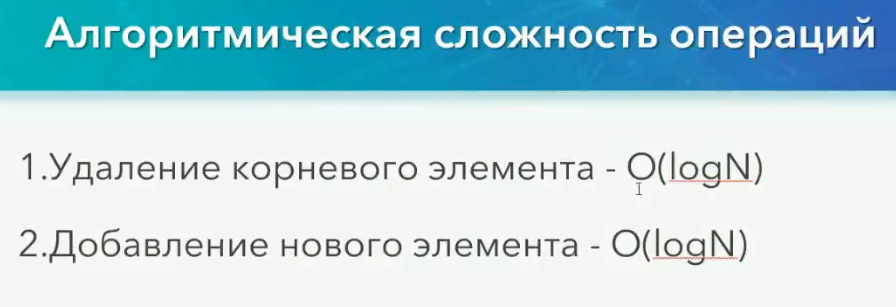 Алгоритмическая сложность операций
1.Удаление корневого элемента - O(logN)
2.Добавление нового элемента - O(logN)